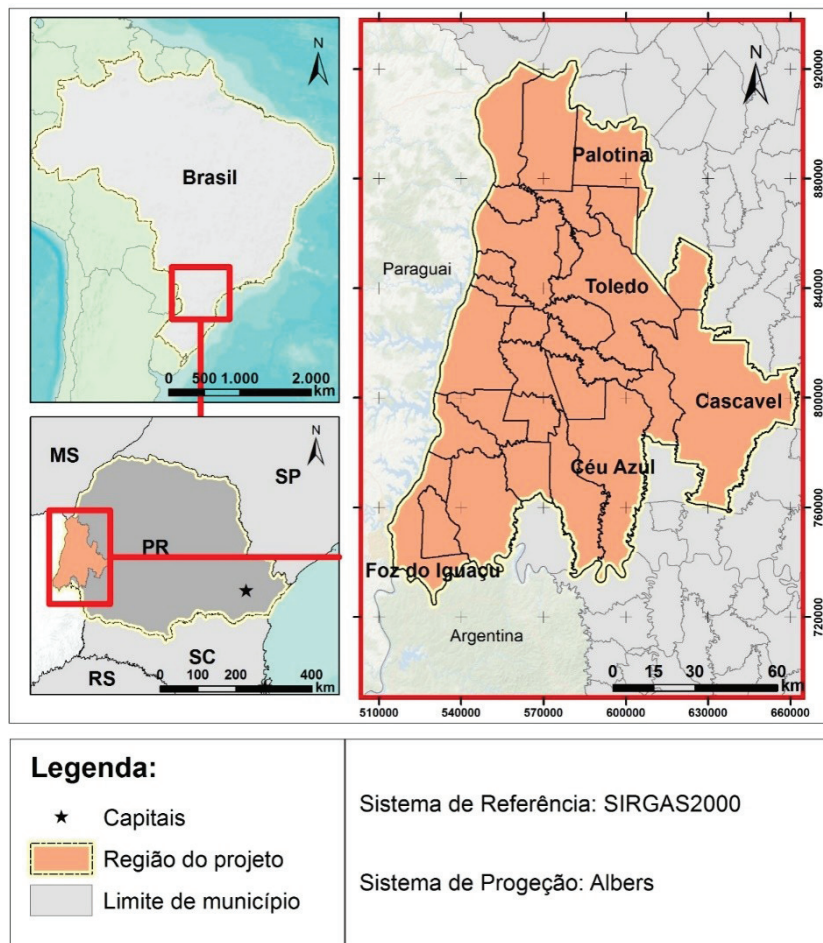 N
Brasil
0 500 1.000 2.000
km
N
MS
SP
PR
SC
RS
0 100 200 300 400
km
N
Palotina
Paraguai
Toledo
Cascavel
Céu Azul
Foz do Iguaçu
Argentina
0 15 30 60
km
920000
880000
840000
800000
760000
720000
510000 540000 570000 600000 630000 660000
Legenda:
Capitais
Região do projeto
Limite de município
Sistema de Referência: SIRGAS2000
Sistema de Progeção: Albers